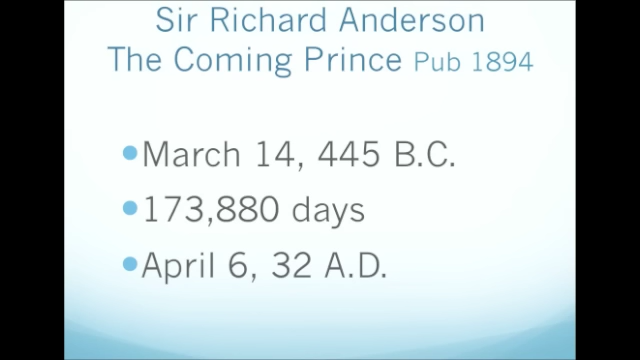 Sir Richard Anderson
The Coming Prince Pub 1894
•March 14, 445 B.C.
•173,880 days
•April 6, 32 A.D.